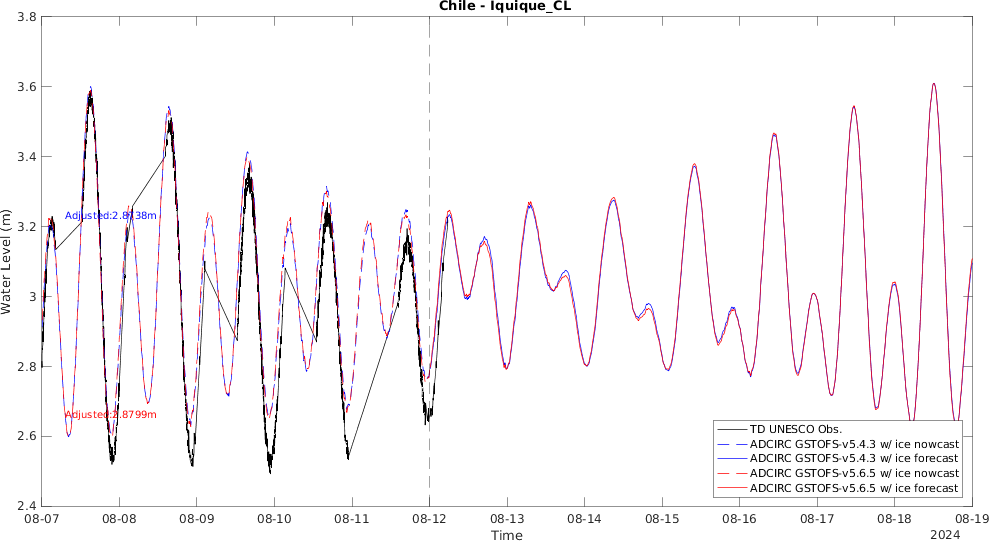 Chile - Iquique_CL
3.8
3.6
3.4
3.2
3
2.8
2.6
2.4
Water Level (m)
Adjusted:2.8138m
Adjusted:2.8799m
TD UNESCO Obs.
ADCIRC GSTOFS-v5.4.3 w/ ice nowcast
ADCIRC GSTOFS-v5.4.3 w/ ice forecast
ADCIRC GSTOFS-v5.6.5 w/ ice nowcast
ADCIRC GSTOFS-v5.6.5 w/ ice forecast
08-07 08-08 08-09 08-10 08-11 08-12 08-13 08-14 08-15 08-16 08-17 08-18 08-19
Time
2024